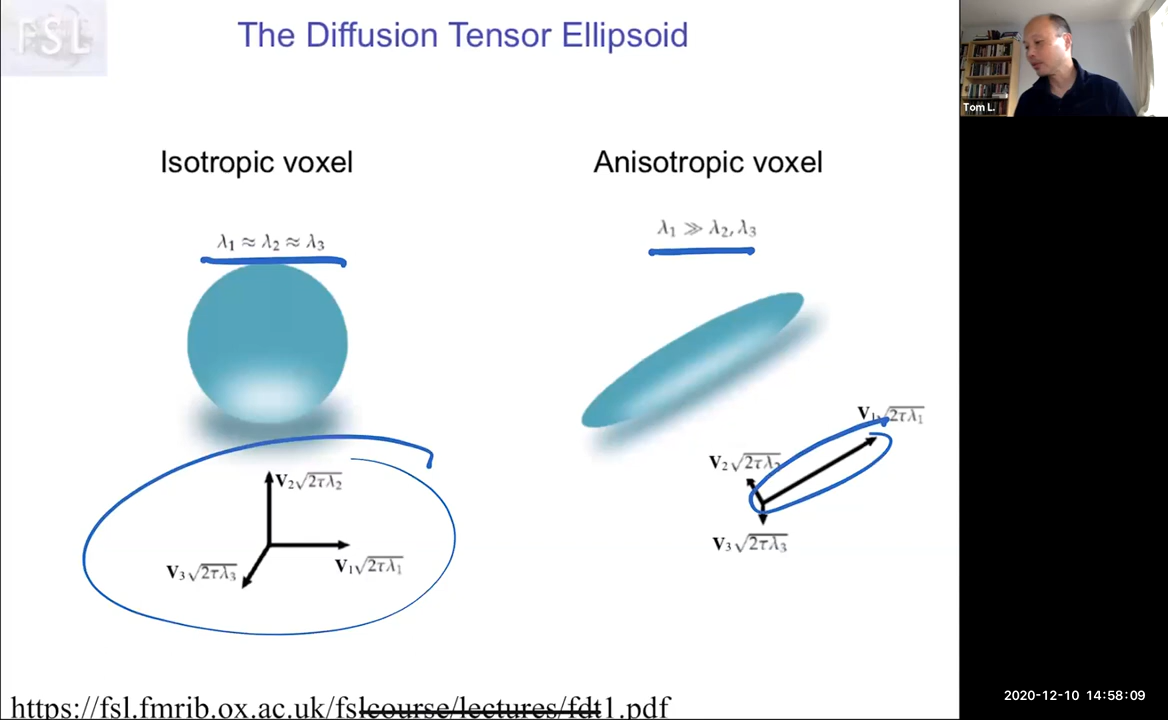 FSL
The Diffusion Tensor Ellipsoid
Tom L.
Isotropic voxel
Anisotropic voxel
λ₁ ≈ λ₂ ≈ λ₃
λ₁ ≫ λ₂, λ₃
V₁√2τλ₁
V₂√2τλ₂
V₂√2τλ₂
V₃√2τλ₃
V₃√2τλ₃
V₁√2τλ₁
https://fsl.fmrib.ox.ac.uk/fslcourse/lectures/fdt1.pdf
2020-12-10 14:58:09